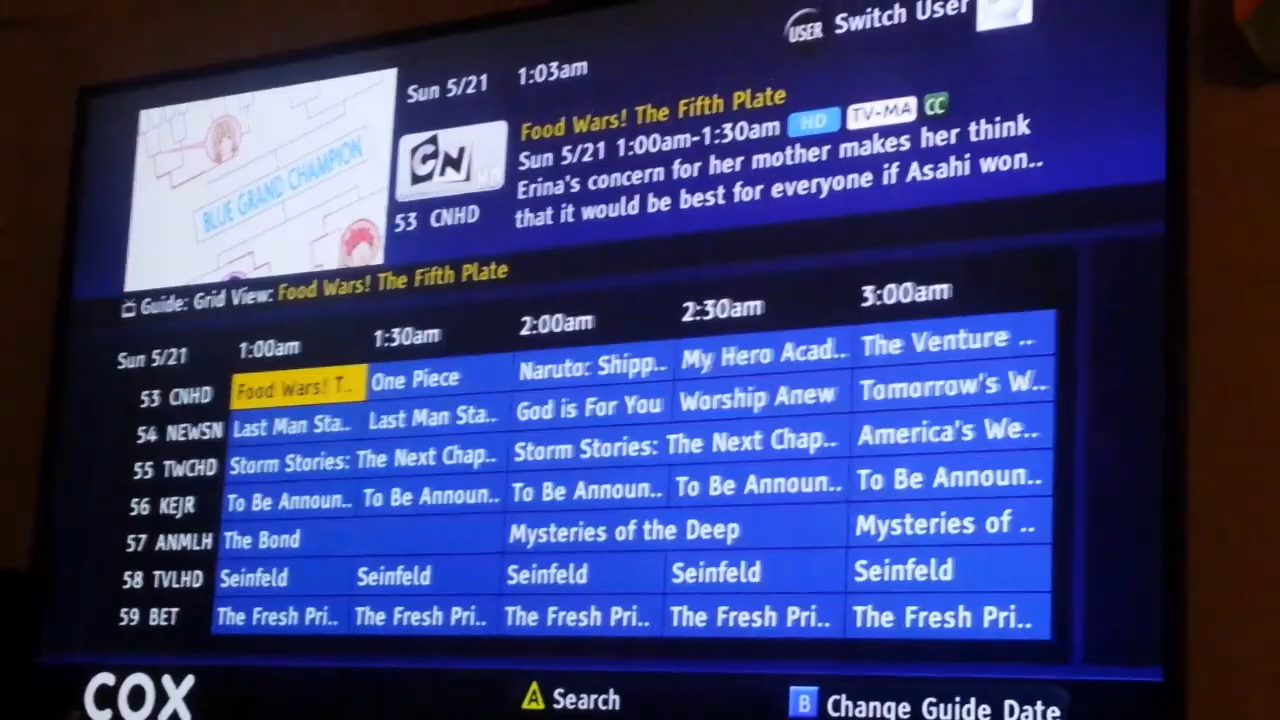 USER Switch User
Sun 5/21 1:03am
BLUE GRAND CHAMPION
CN HD
53 CNHD
Food Wars! The Fifth Plate
Sun 5/21 1:00am-1:30am HD TV-MA CC
Erina's concern for her mother makes her think
that it would be best for everyone if Asahi won..
Guide: Grid View: Food Wars! The Fifth Plate
Sun 5/21 1:00am 1:30am 2:00am 2:30am 3:00am
53 CNHD Food Wars! T.. One Piece Naruto: Shipp.. My Hero Acad.. The Venture ..
54 NEWSN Last Man Sta.. Last Man Sta.. God is For You Worship Anew Tomorrow's W..
55 TWCHD Storm Stories: The Next Chap.. Storm Stories: The Next Chap.. America's We..
56 KEJR To Be Announ.. To Be Announ.. To Be Announ.. To Be Announ.. To Be Announ..
57 ANMLH The Bond Mysteries of the Deep Mysteries of ..
58 TVLHD Seinfeld Seinfeld Seinfeld Seinfeld Seinfeld
59 BET The Fresh Pri.. The Fresh Pri.. The Fresh Pri.. The Fresh Pri.. The Fresh Pri..
COX A Search B Change Guide Date